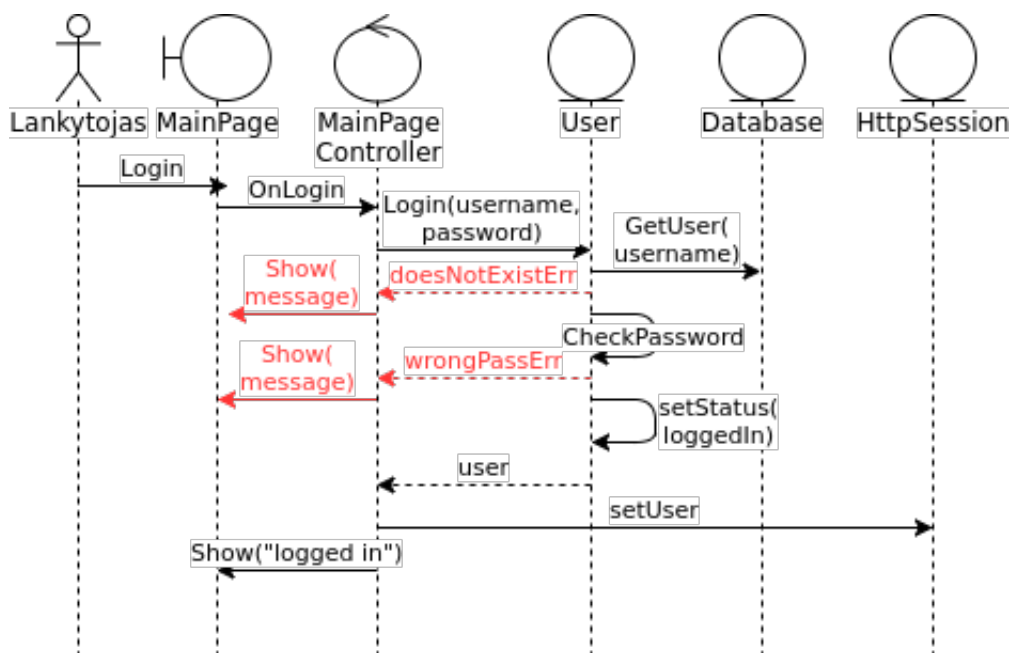 Lankytojas
MainPage
MainPage
Controller
User
Database
HttpSession
Login
OnLogin
Login(username,
password)
GetUser(
username)
doesNotExistErr
Show(
message)
CheckPassword
wrongPassErr
Show(
message)
setStatus(
loggedIn)
user
setUser
Show("logged in")